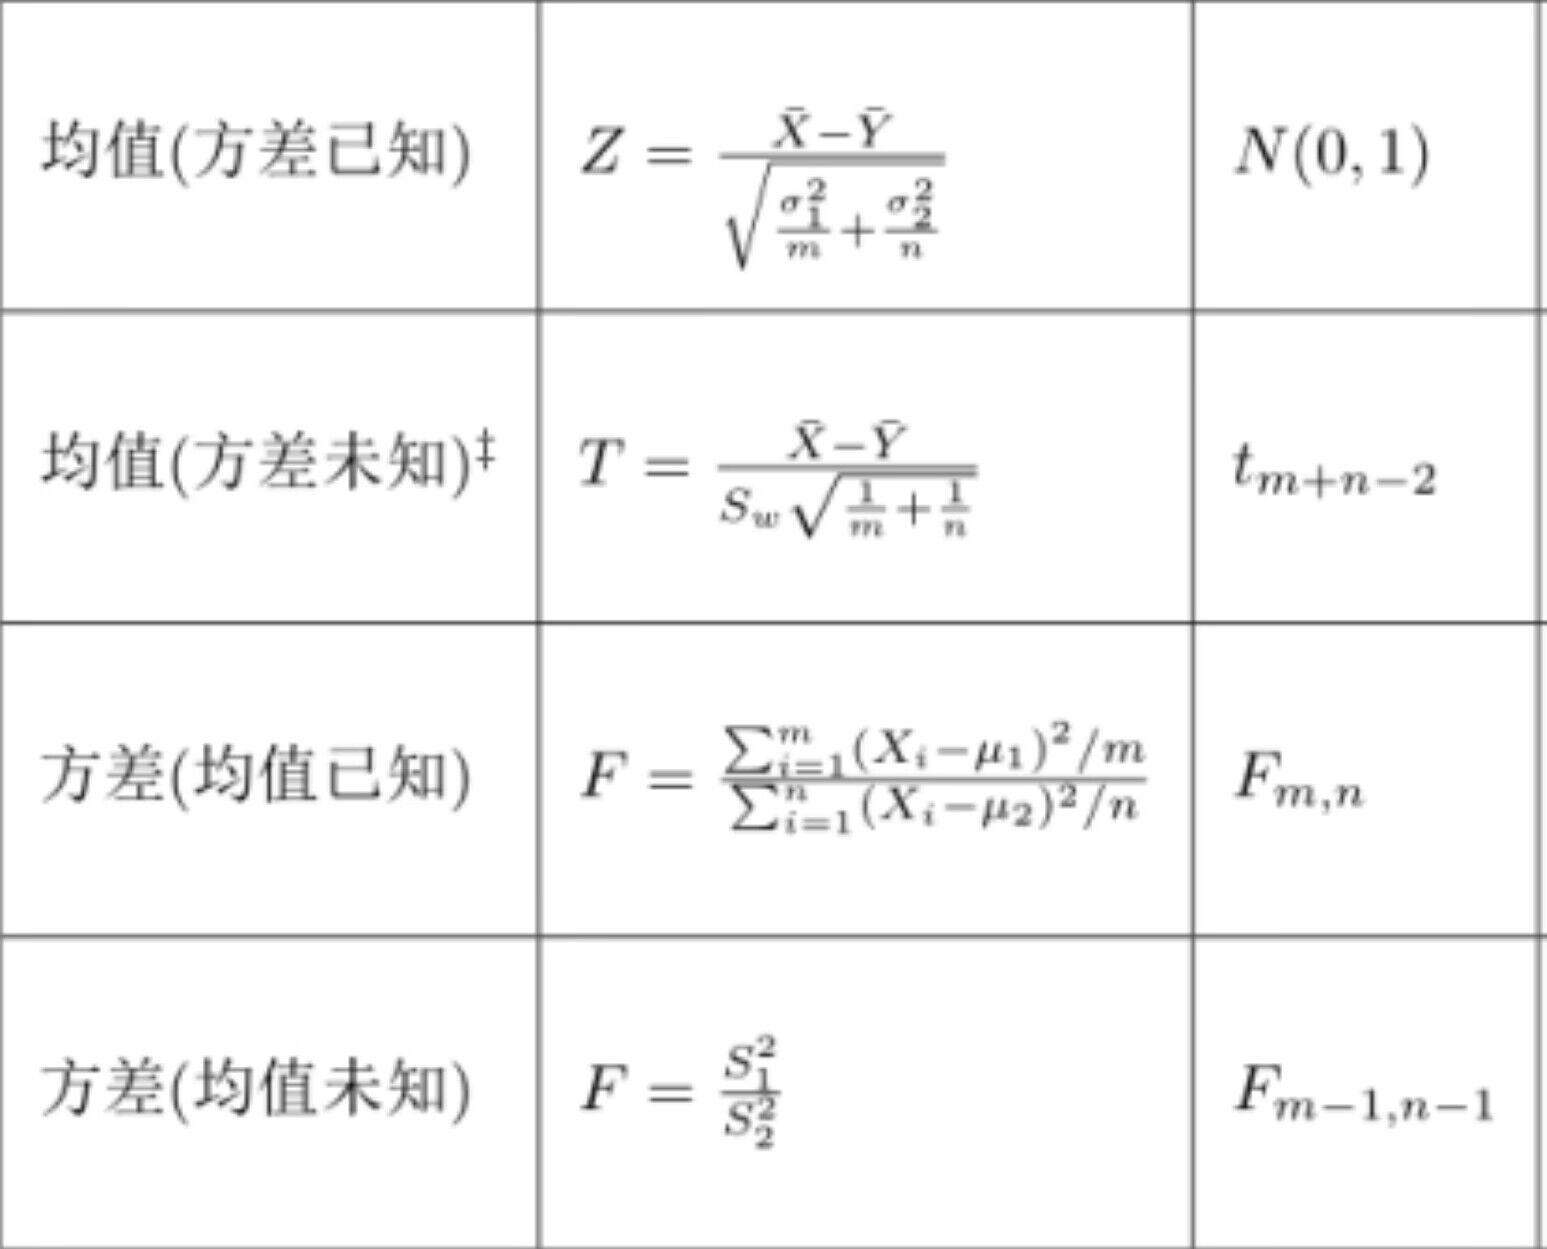 均值(方差已知) Z = \frac{\bar{X}-\bar{Y}}{\sqrt{\frac{\sigma_1^2}{m}+\frac{\sigma_2^2}{n}}} N(0, 1)
均值(方差未知)‡ T = \frac{\bar{X}-\bar{Y}}{S_w\sqrt{\frac{1}{m}+\frac{1}{n}}} t_{m+n-2}
方差(均值已知) F = \frac{\sum_{i=1}^{m}(X_i-\mu_1)^2/m}{\sum_{i=1}^{n}(X_i-\mu_2)^2/n} F_{m,n}
方差(均值未知) F = \frac{S_1^2}{S_2^2} F_{m-1,n-1}